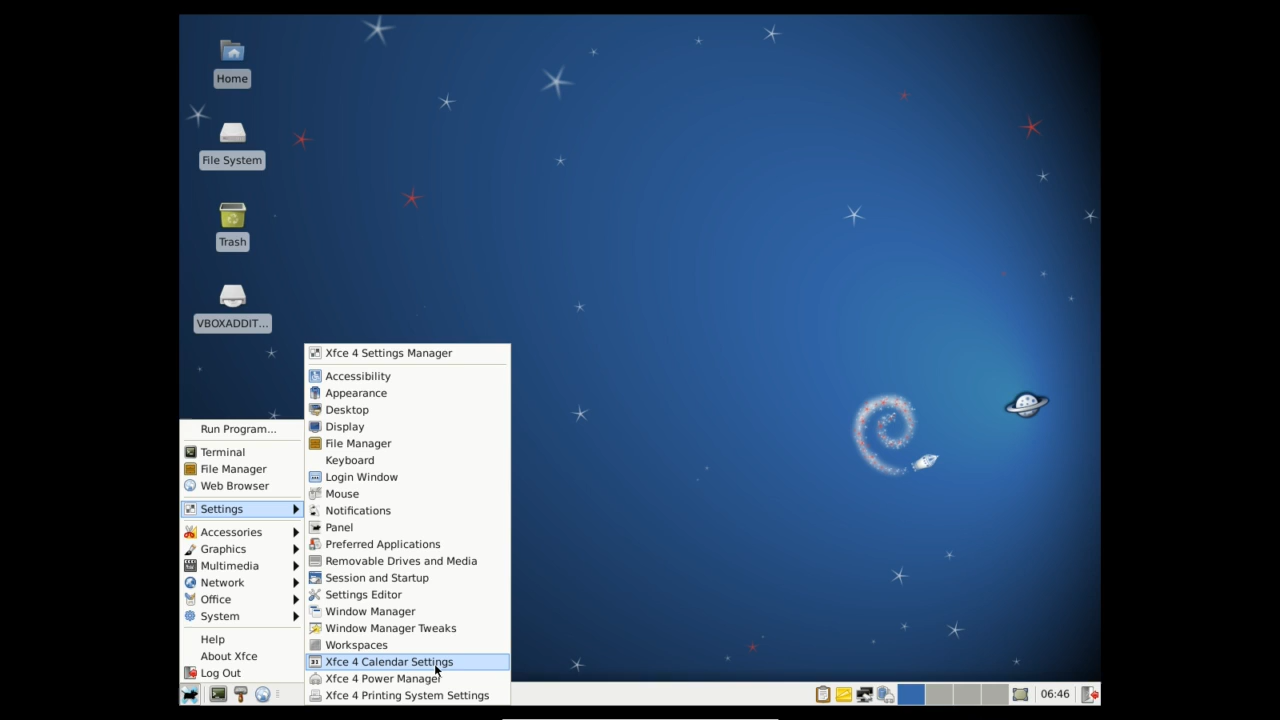 Home
File System
Trash
VBOXADDIT...
Run Program...
Terminal
File Manager
Web Browser
Settings
Accessories
Graphics
Multimedia
Network
Office
System
Help
About Xfce
Log Out
Xfce 4 Settings Manager
Accessibility
Appearance
Desktop
Display
File Manager
Keyboard
Login Window
Mouse
Notifications
Panel
Preferred Applications
Removable Drives and Media
Session and Startup
Settings Editor
Window Manager
Window Manager Tweaks
Workspaces
Xfce 4 Calendar Settings
Xfce 4 Power Manager
Xfce 4 Printing System Settings
06:46